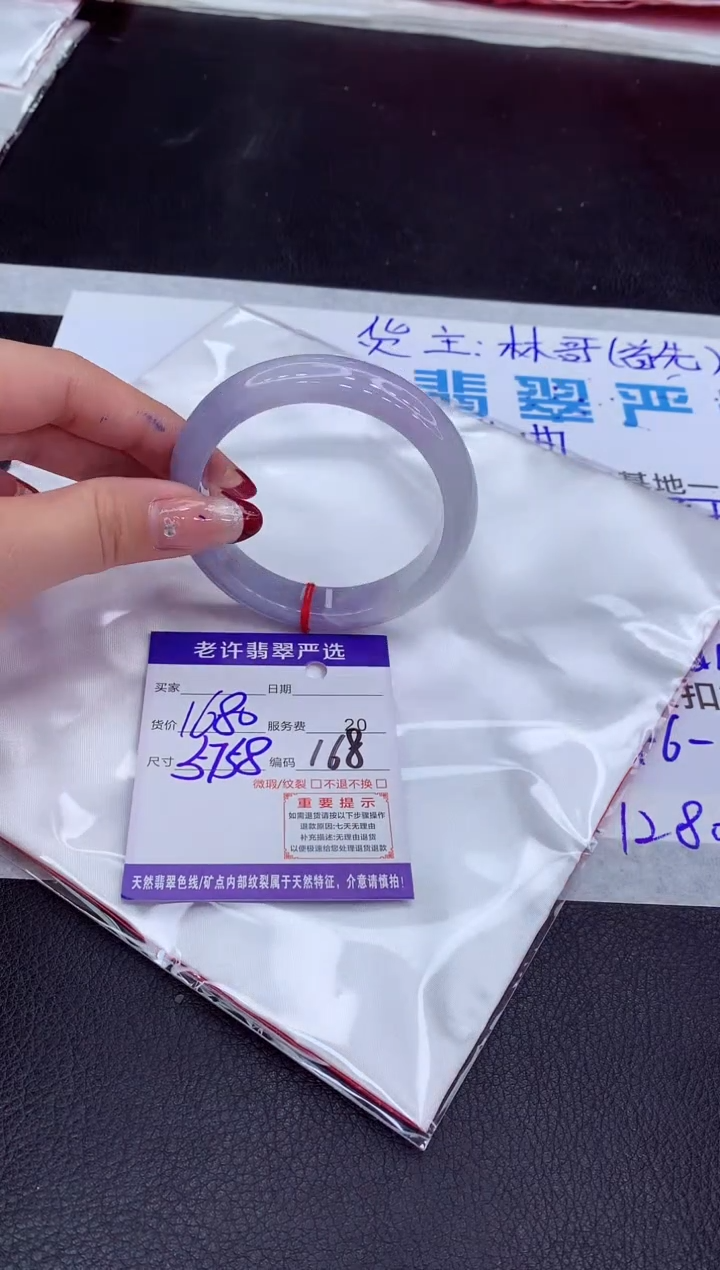 货主:林哥(首先)
翡翠严
基地一
扣
6-
1280
老许翡翠严选
买家 日期
货价 1680 服务费 20
尺寸 5758 编码 168
微瑕/纹裂 □ 不退不换 □
重要提示
如需退货请按以下步骤操作
退款原因:七天无理由
补充描述:无理由退货
以便极速给您处理退货退款
天然翡翠色线/矿点内部纹裂属于天然特征,介意请慎拍!